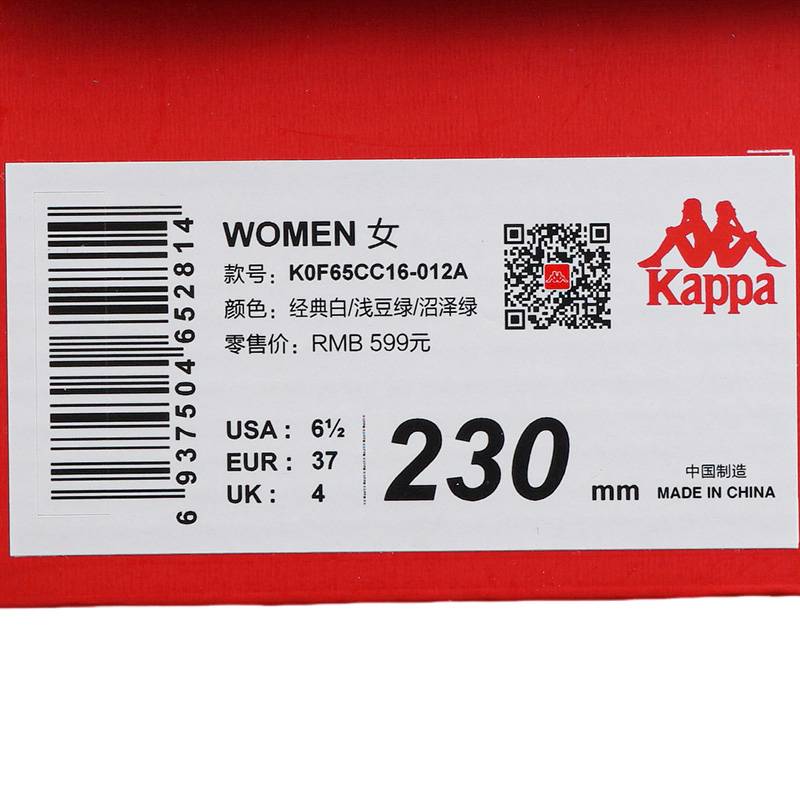 6937504652814
WOMEN 女
款号: K0F65CC16-012A
颜色: 经典白/浅豆绿/沼泽绿
零售价: RMB 599元
Kappa
USA : 6½
EUR : 37
UK : 4
230 mm
中国制造
MADE IN CHINA